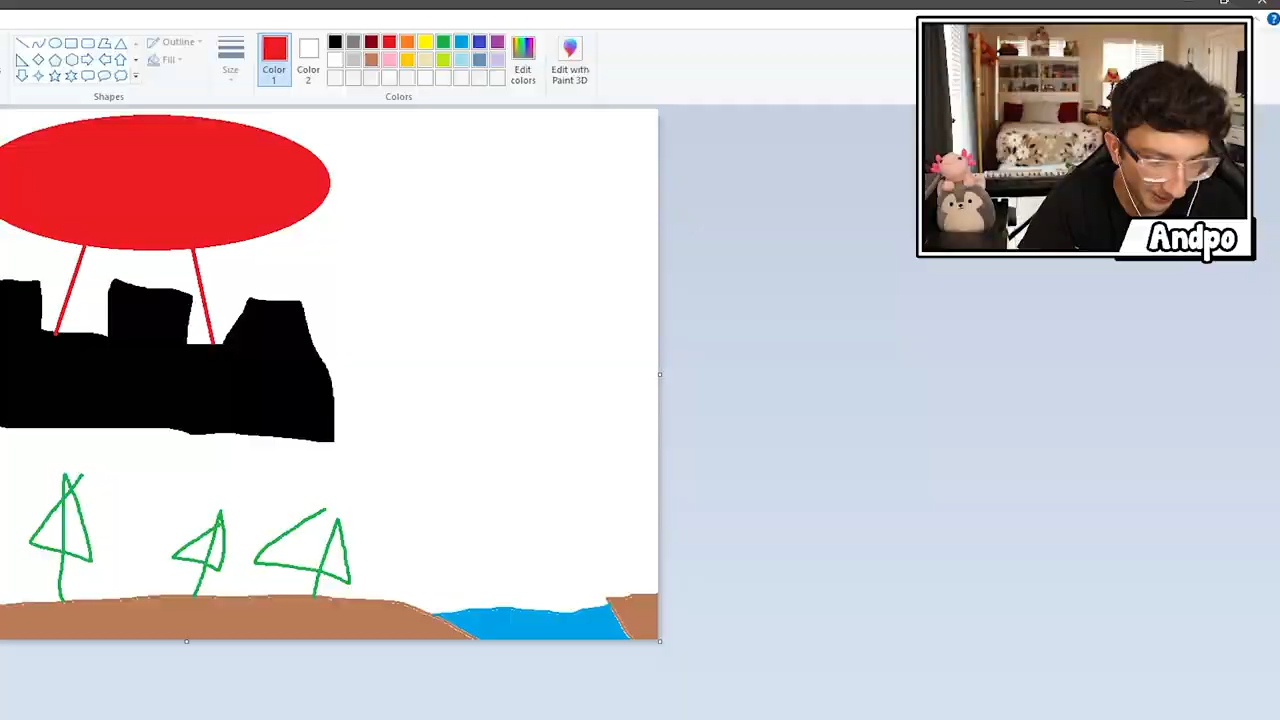 Outline
Fill
Size
Color
1
Color
2
Edit
colors
Edit with
Paint 3D
Shapes
Colors
Andpo